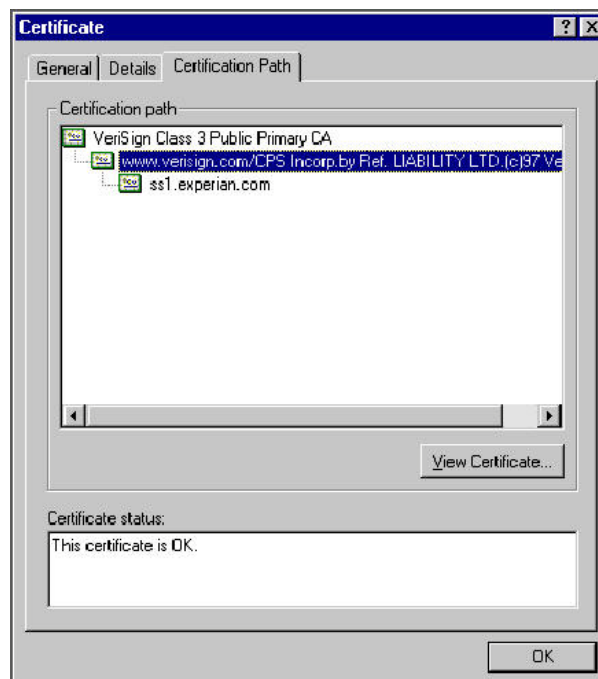 Certificate
General
Details
Certification Path
Certification path
VeriSign Class 3 Public Primary CA
www.verisign.com/CPS Incorp.by Ref. LIABILITY LTD.(c)97 Ve
ss1.experian.com
View Certificate...
Certificate status:
This certificate is OK.
OK